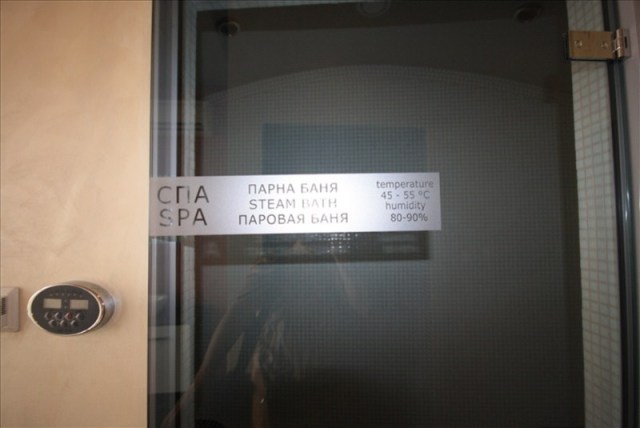 СПА
SPA
ПАРНА БАНЯ
STEAM BATH
ПАРОВАЯ БАНЯ
temperature
45 - 55 °C
humidity
80-90%